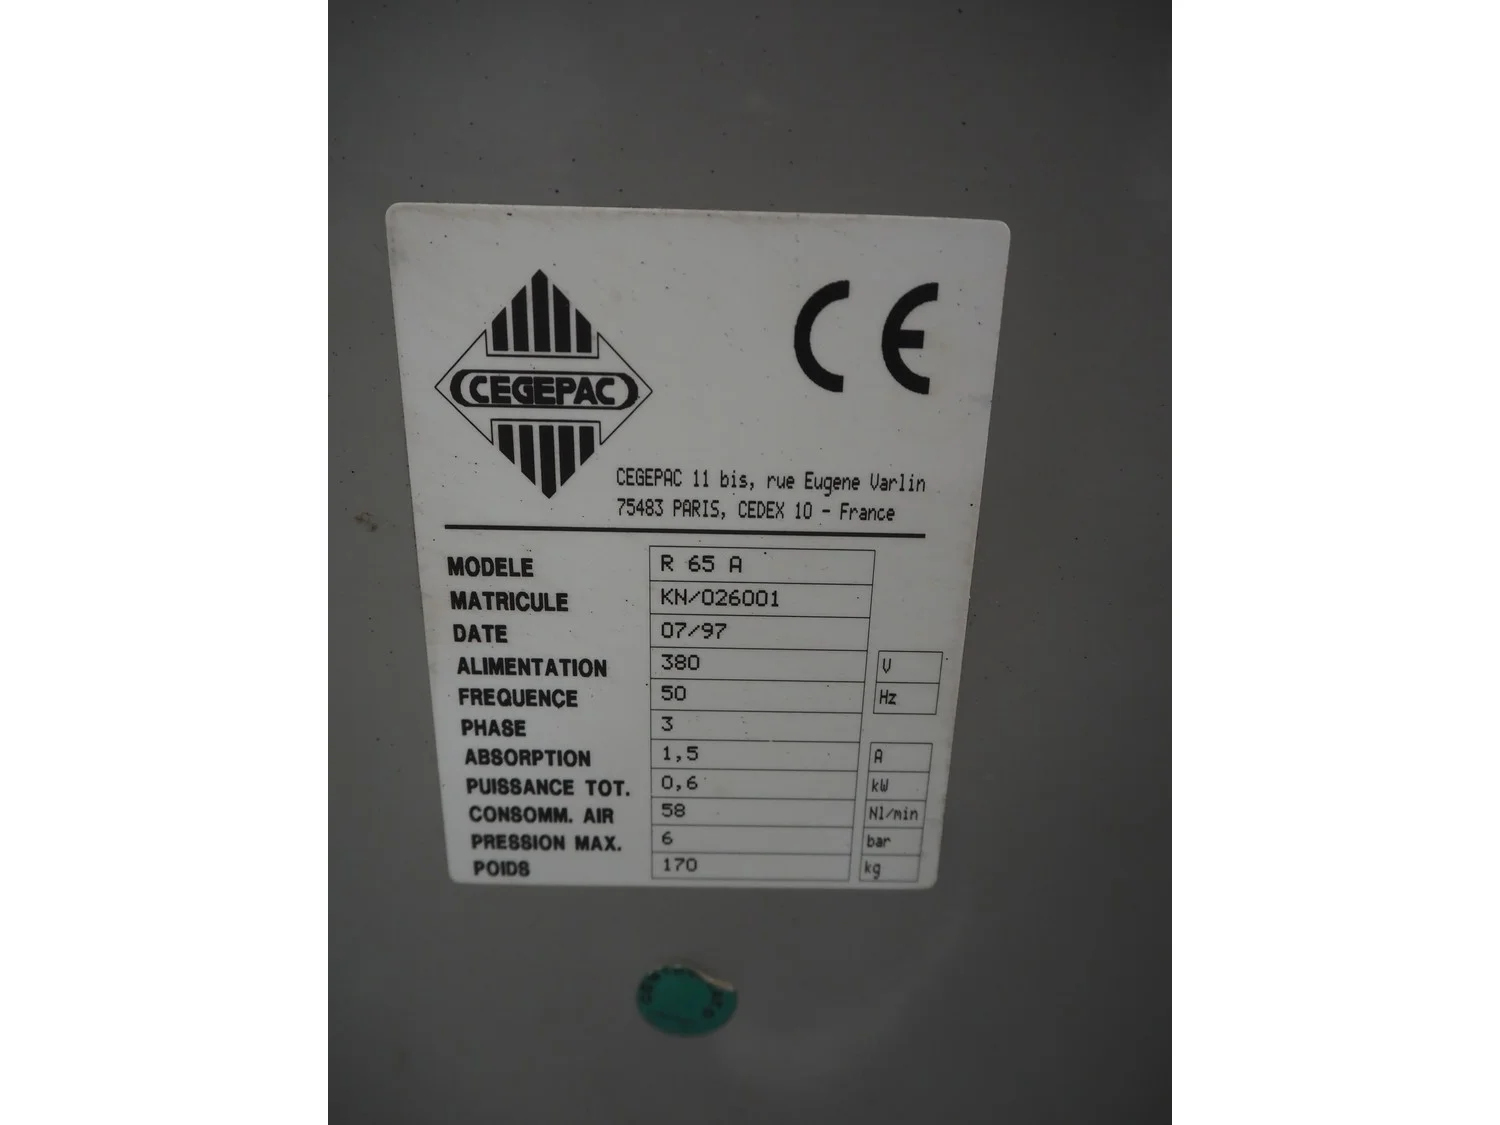 CEGEPAC
CE
CEGEPAC 11 bis, rue Eugene Varlin
75483 PARIS, CEDEX 10 - France
MODELE R 65 A
MATRICULE KN/026001
DATE 07/97
ALIMENTATION 380 V
FREQUENCE 50 Hz
PHASE 3
ABSORPTION 1,5 A
PUISSANCE TOT. 0,6 kW
CONSOMM. AIR 58 Nl/min
PRESSION MAX. 6 bar
POIDS 170 kg